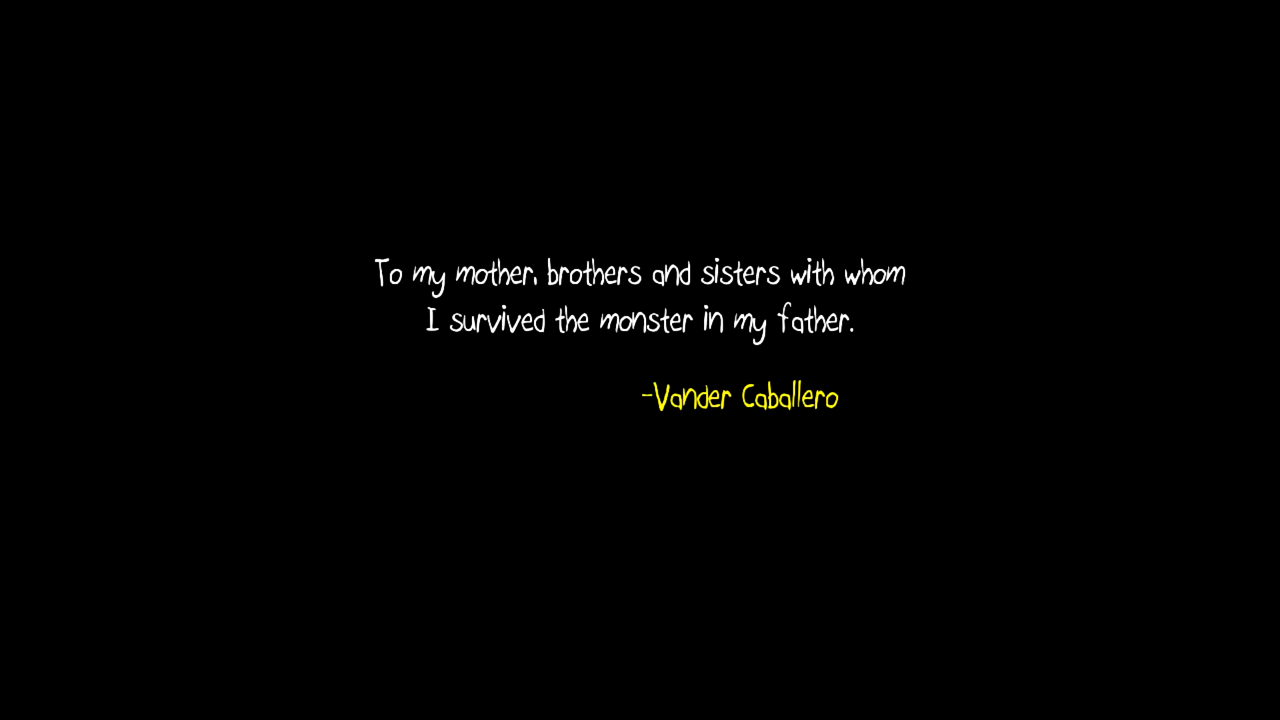 To my mother, brothers and sisters with whom
I survived the monster in my father.
-Vander Caballero